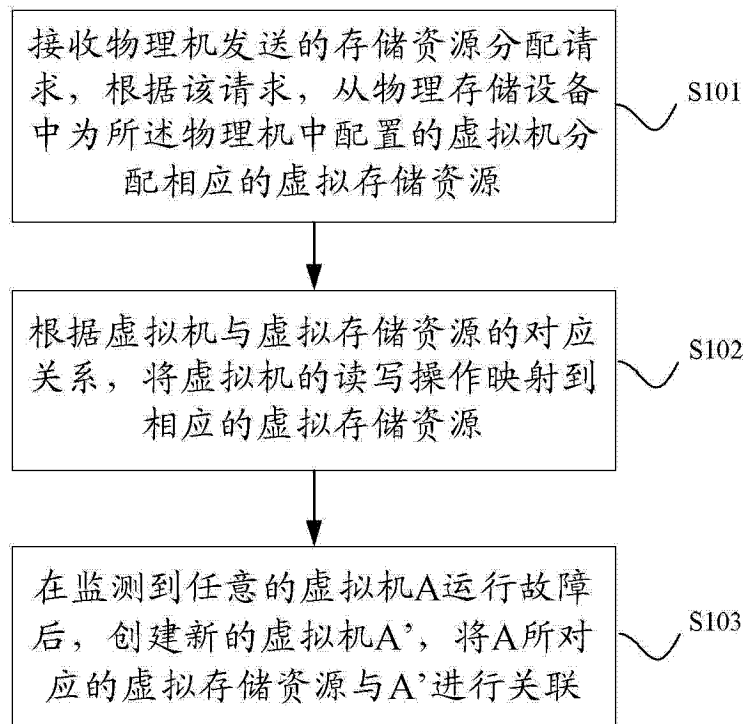 接收物理机发送的存储资源分配请
求，根据该请求，从物理存储设备
中为所述物理机中配置的虚拟机分
配相应的虚拟存储资源
S101
根据虚拟机与虚拟存储资源的对应
关系，将虚拟机的读写操作映射到
相应的虚拟存储资源
S102
在监测到任意的虚拟机A运行故障
后，创建新的虚拟机A’，将A所对
应的虚拟存储资源与A’进行关联
S103